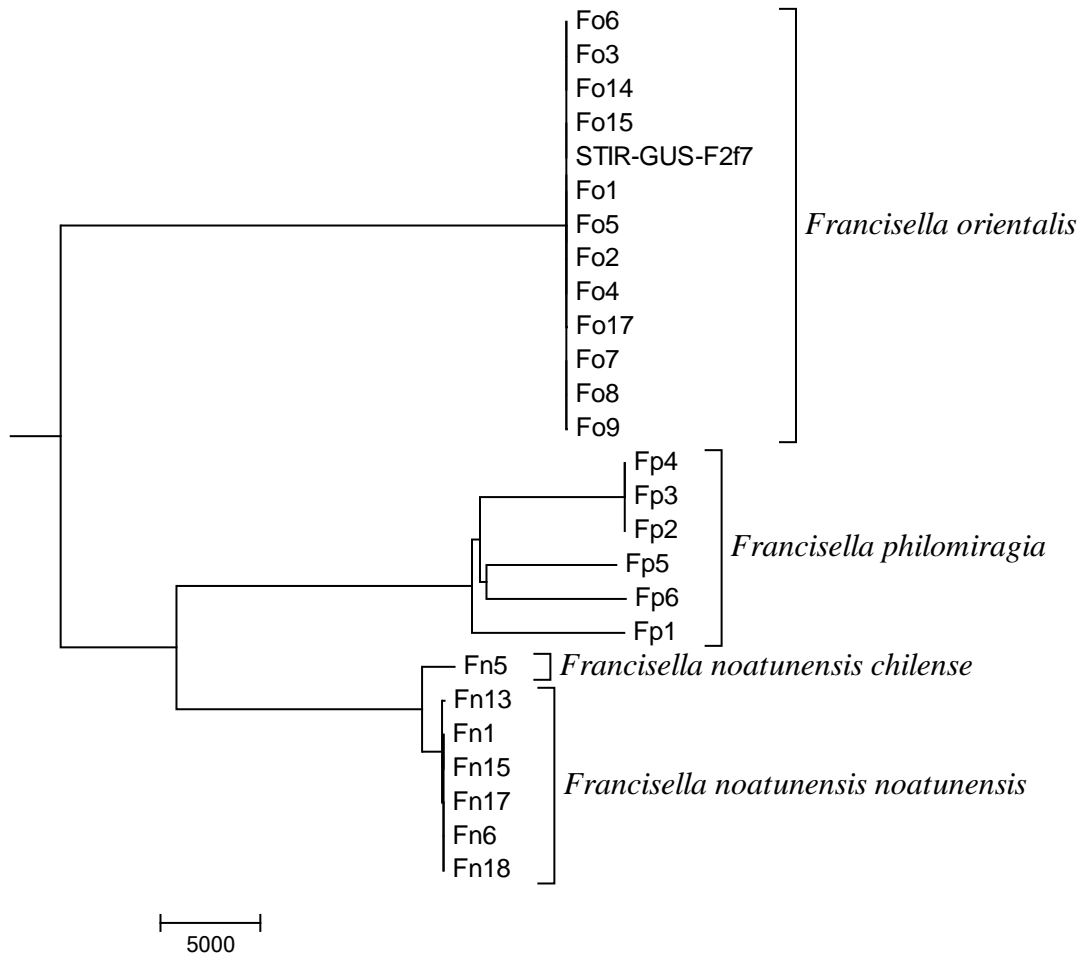 Fo6
Fo3
Fo14
Fo15
STIR-GUS-F2f7
Fo1
Fo5
Francisella orientalis
Fo2
Fo4
Fo17
Fo7
Fo8
Fo9
Fp4
Fp3
Fp2
Francisella philomiragia
Fp5
Fp6
Fp1
Fn5
Francisella noatunensis chilense
Fn13
Fn1
Fn15
Francisella noatunensis noatunensis
Fn17
Fn6
Fn18
5000